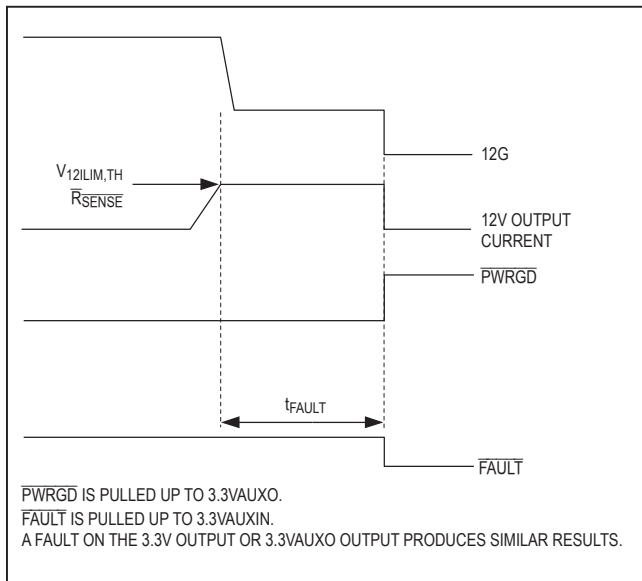 12G
V12ILIM,TH
RSENSE
12V OUTPUT
CURRENT
PWRGD
tFAULT
FAULT
PWRGD IS PULLED UP TO 3.3VAUXO.
FAULT IS PULLED UP TO 3.3VAUXIN.
A FAULT ON THE 3.3V OUTPUT OR 3.3VAUXO OUTPUT PRODUCES SIMILAR RESULTS.